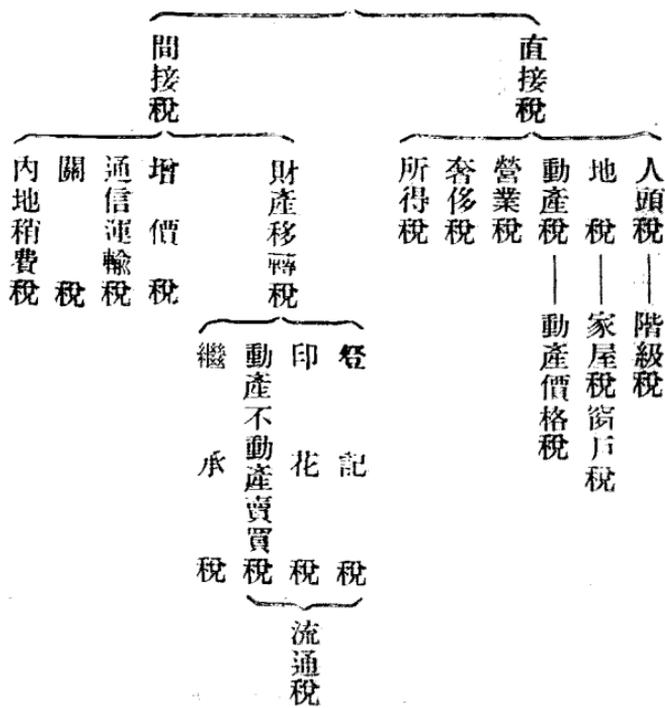 直接稅
人頭稅——階級稅
地稅——家屋稅窗戶稅
動產稅——動產價格稅
營業稅
奢侈稅
所得稅
間接稅
財產移轉稅
登記稅
印花稅
動產不動產賣買稅
繼承稅
流通稅
增價稅
通信運輸稅
關稅
內地稍費稅